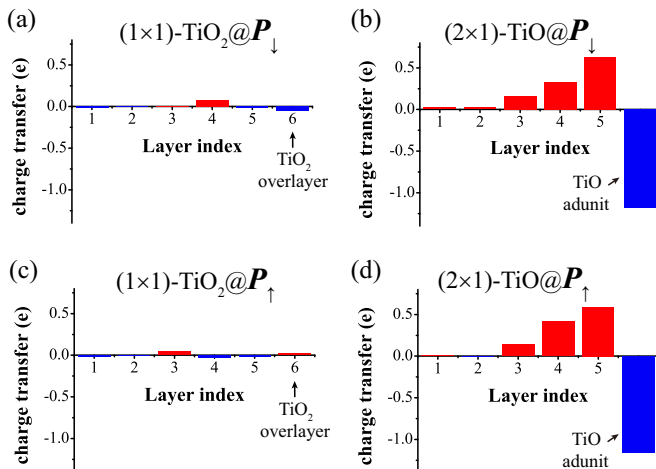 (a)
(1×1)-TiO₂@P↓
charge transfer (e)
0.5
0.0
-0.5
-1.0
1 2 3 4 5 6
Layer index
TiO₂
overlayer
(b)
(2×1)-TiO@P↓
charge transfer (e)
0.5
0.0
-0.5
-1.0
1 2 3 4 5
Layer index
TiO
adunit
(c)
(1×1)-TiO₂@P↑
charge transfer (e)
0.5
0.0
-0.5
-1.0
1 2 3 4 5 6
Layer index
TiO₂
overlayer
(d)
(2×1)-TiO@P↑
charge transfer (e)
0.5
0.0
-0.5
-1.0
1 2 3 4 5
Layer index
TiO
adunit